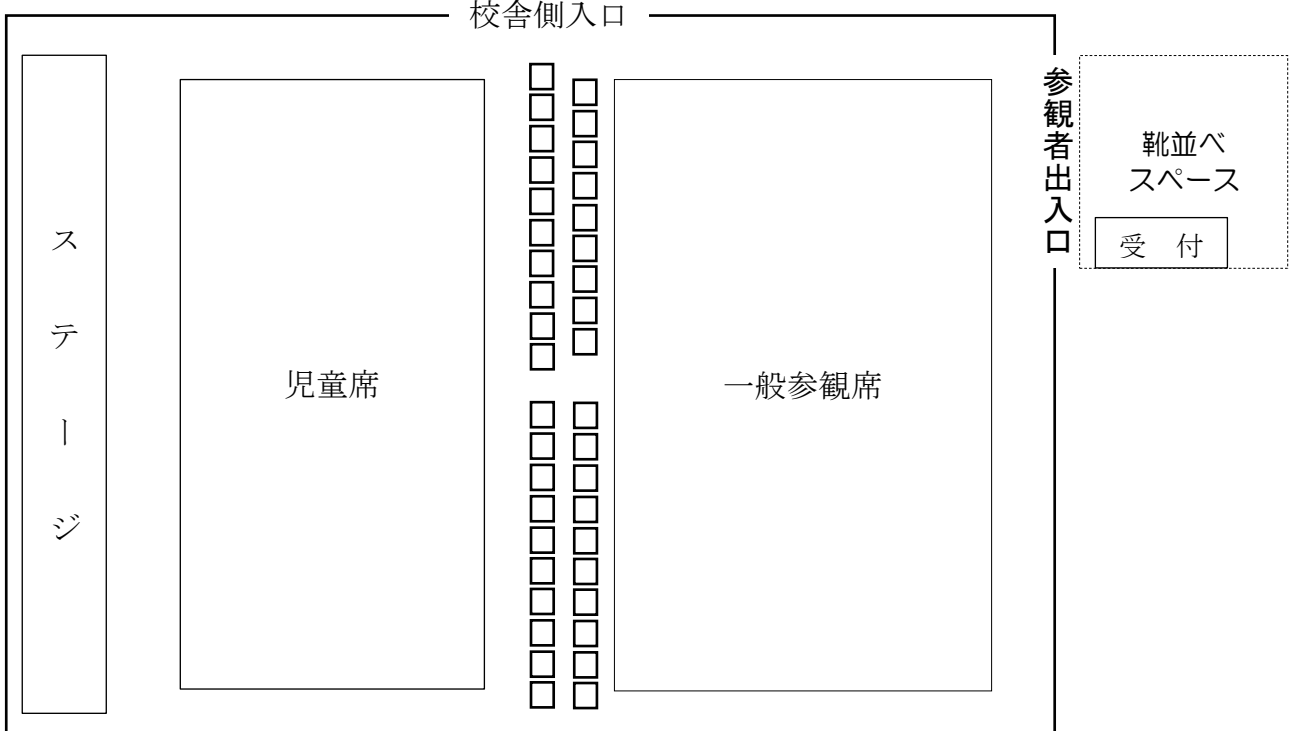 校舎側入口
ステージ
児童席
一般参観席
参観者出入口
靴並べ
スペース
受　付